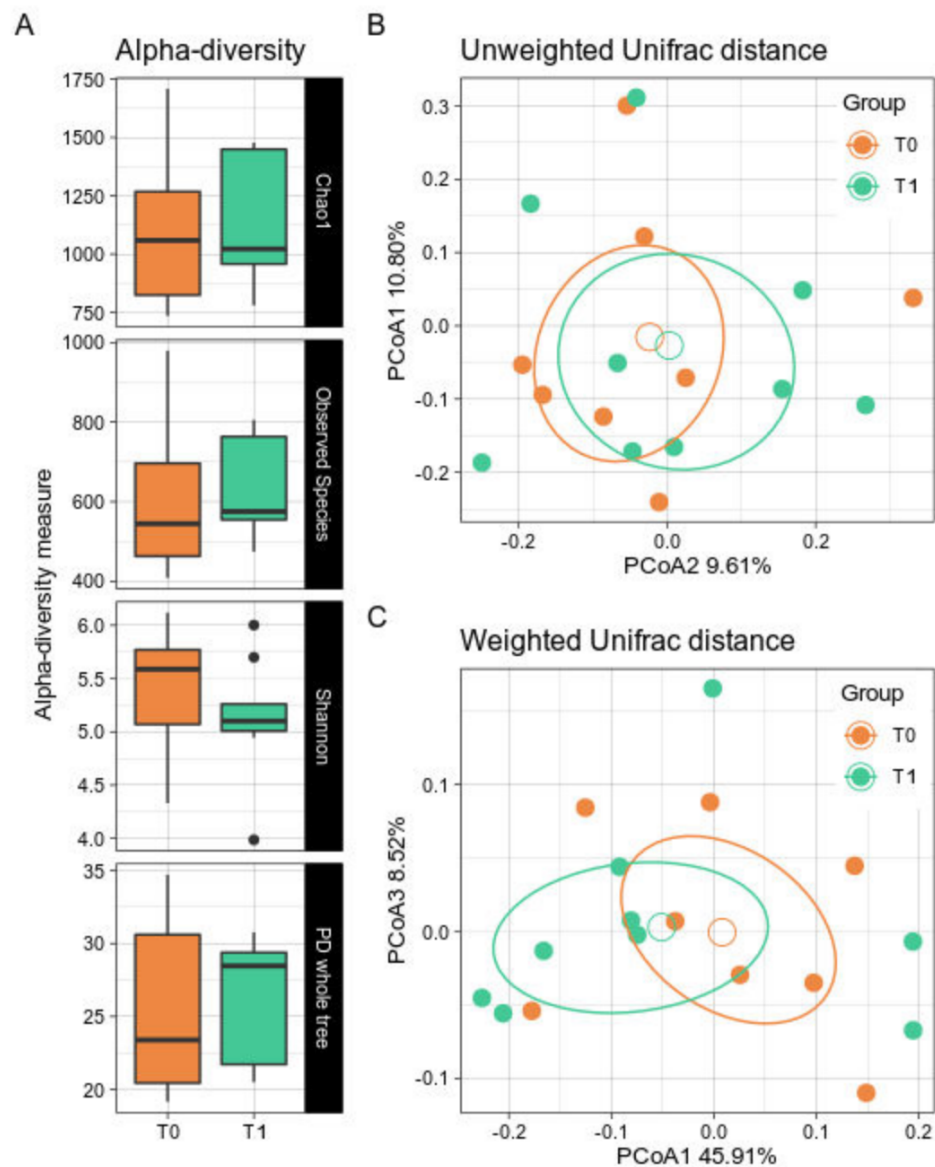 A
Alpha-diversity
Alpha-diversity measure
1750
1500
1250
1000
750
Chao1
1000
800
600
400
Observed Species
6.0
5.5
5.0
4.5
4.0
Shannon
35
30
25
20
PD whole tree
T0
T1
B
Unweighted Unifrac distance
Group
T0
T1
PCoA1 10.80%
0.3
0.2
0.1
0.0
-0.1
-0.2
-0.2
0.0
0.2
PCoA2 9.61%
C
Weighted Unifrac distance
Group
T0
T1
PCoA3 8.52%
0.1
0.0
-0.1
-0.2
-0.1
0.0
0.1
0.2
PCoA1 45.91%